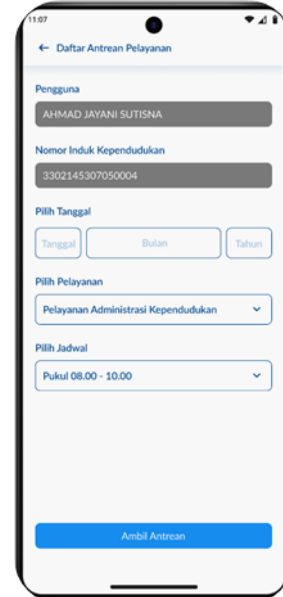 11:07
← Daftar Antrean Pelayanan
Pengguna
AHMAD JAYANI SUTISNA
Nomor Induk Kependudukan
3302145307050004
Pilih Tanggal
Tanggal Bulan Tahun
Pilih Pelayanan
Pelayanan Administrasi Kependudukan
Pilih Jadwal
Pukul 08.00 - 10.00
Ambil Antrean